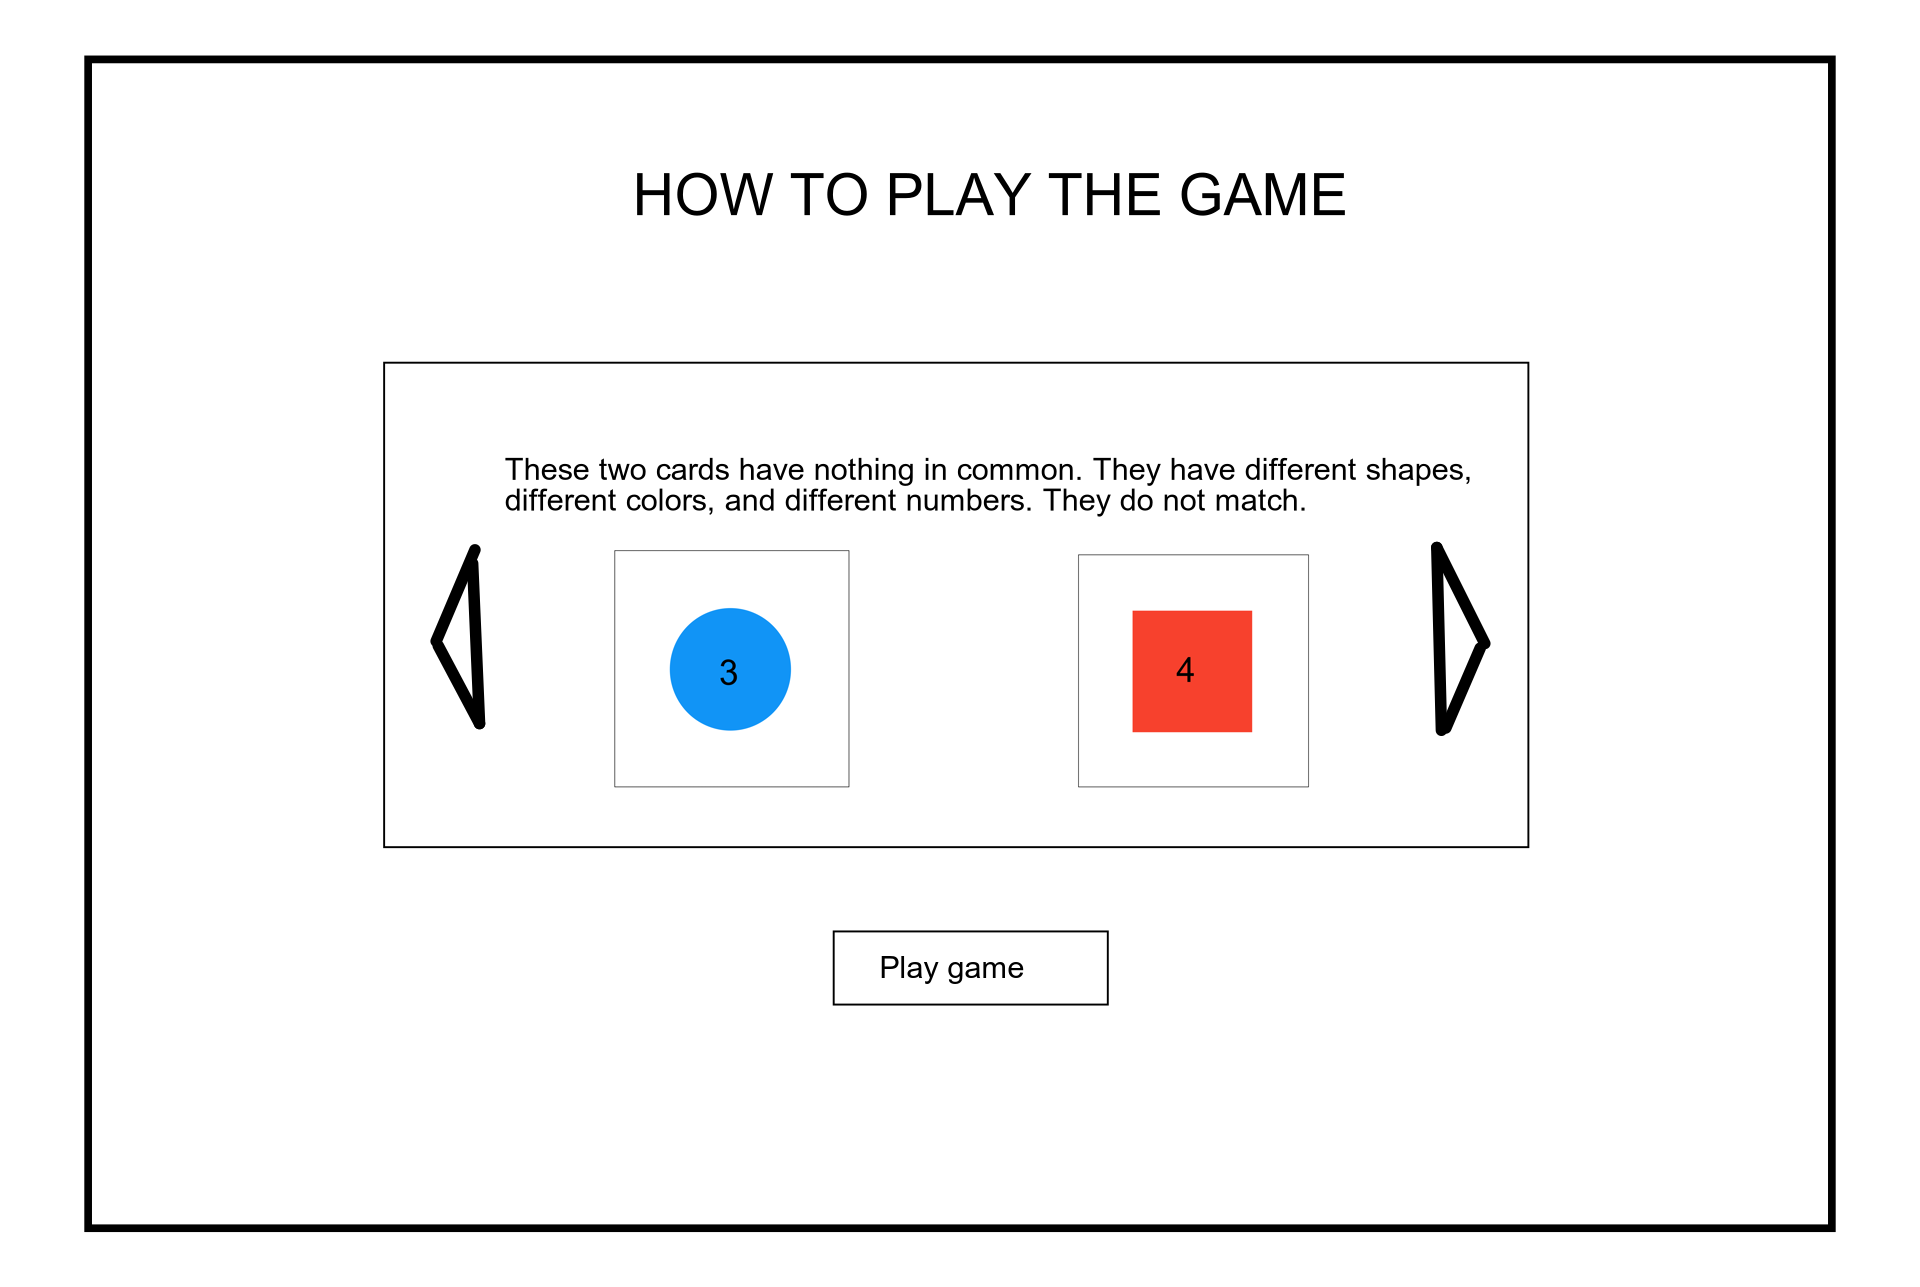 HOW TO PLAY THE GAME
These two cards have nothing in common. They have different shapes,
different colors, and different numbers. They do not match.
3
4
Play game